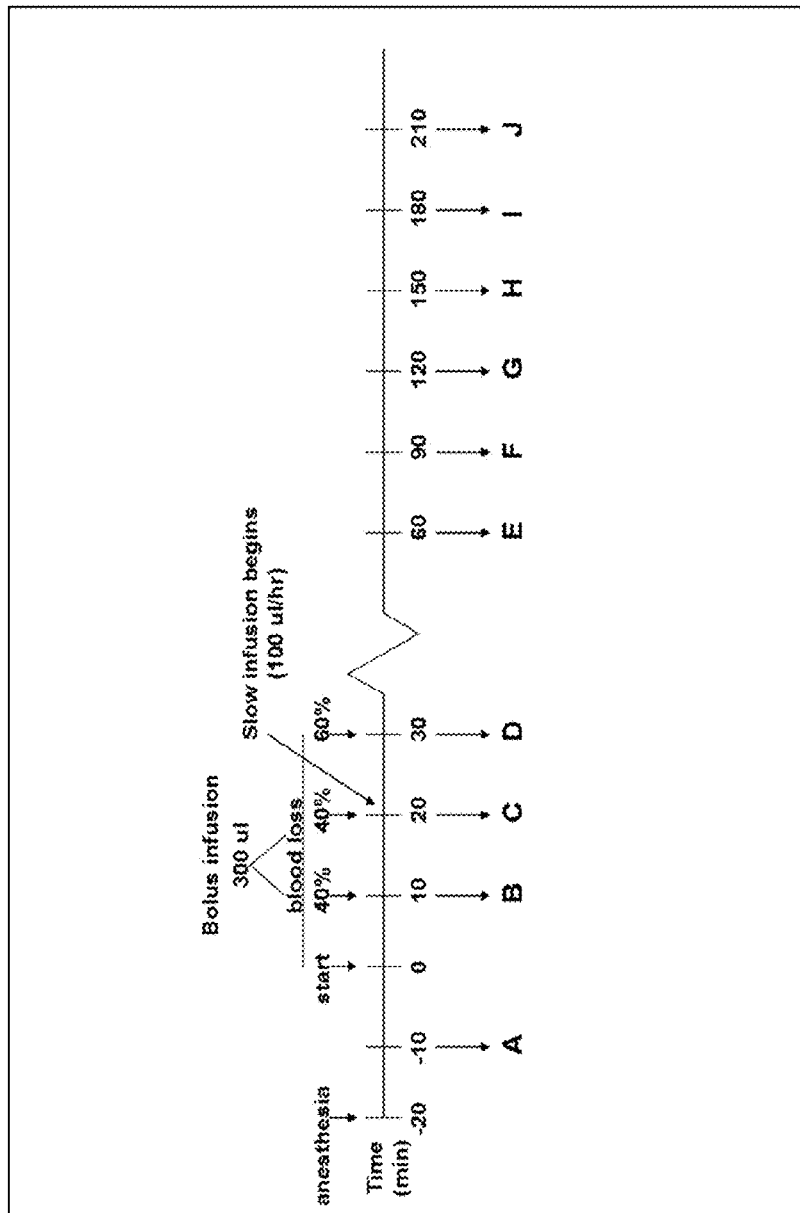 Bolus infusion
300 ul
Slow infusion begins
(100 ul/hr)
blood loss
anesthesia start 40% 40% 60%
Time
(min)
-20 -10 0 10 20 30 60 90 120 150 180 210
A B C D E F G H I J